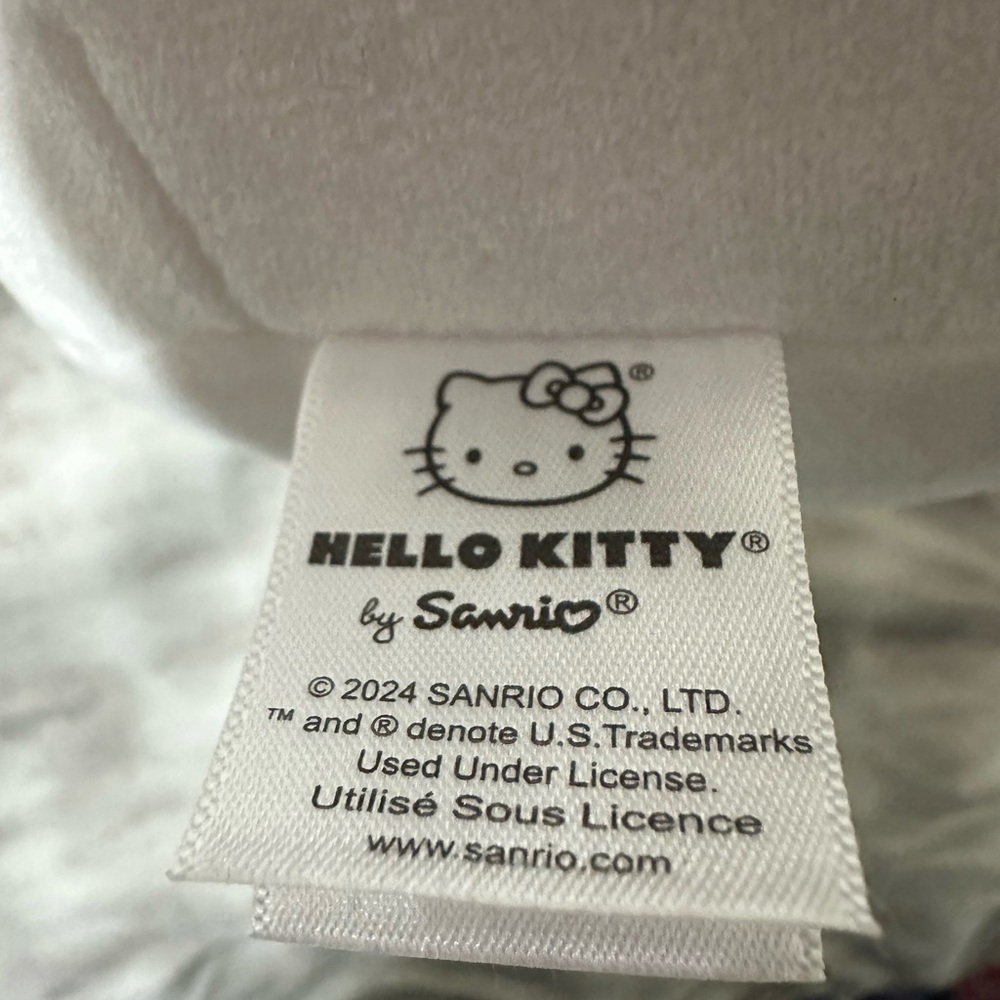 ®
HELLO KITTY®
by Sanrio®
© 2024 SANRIO CO., LTD.
™ and ® denote U.S.Trademarks
Used Under License.
Utilisé Sous Licence
www.sanrio.com